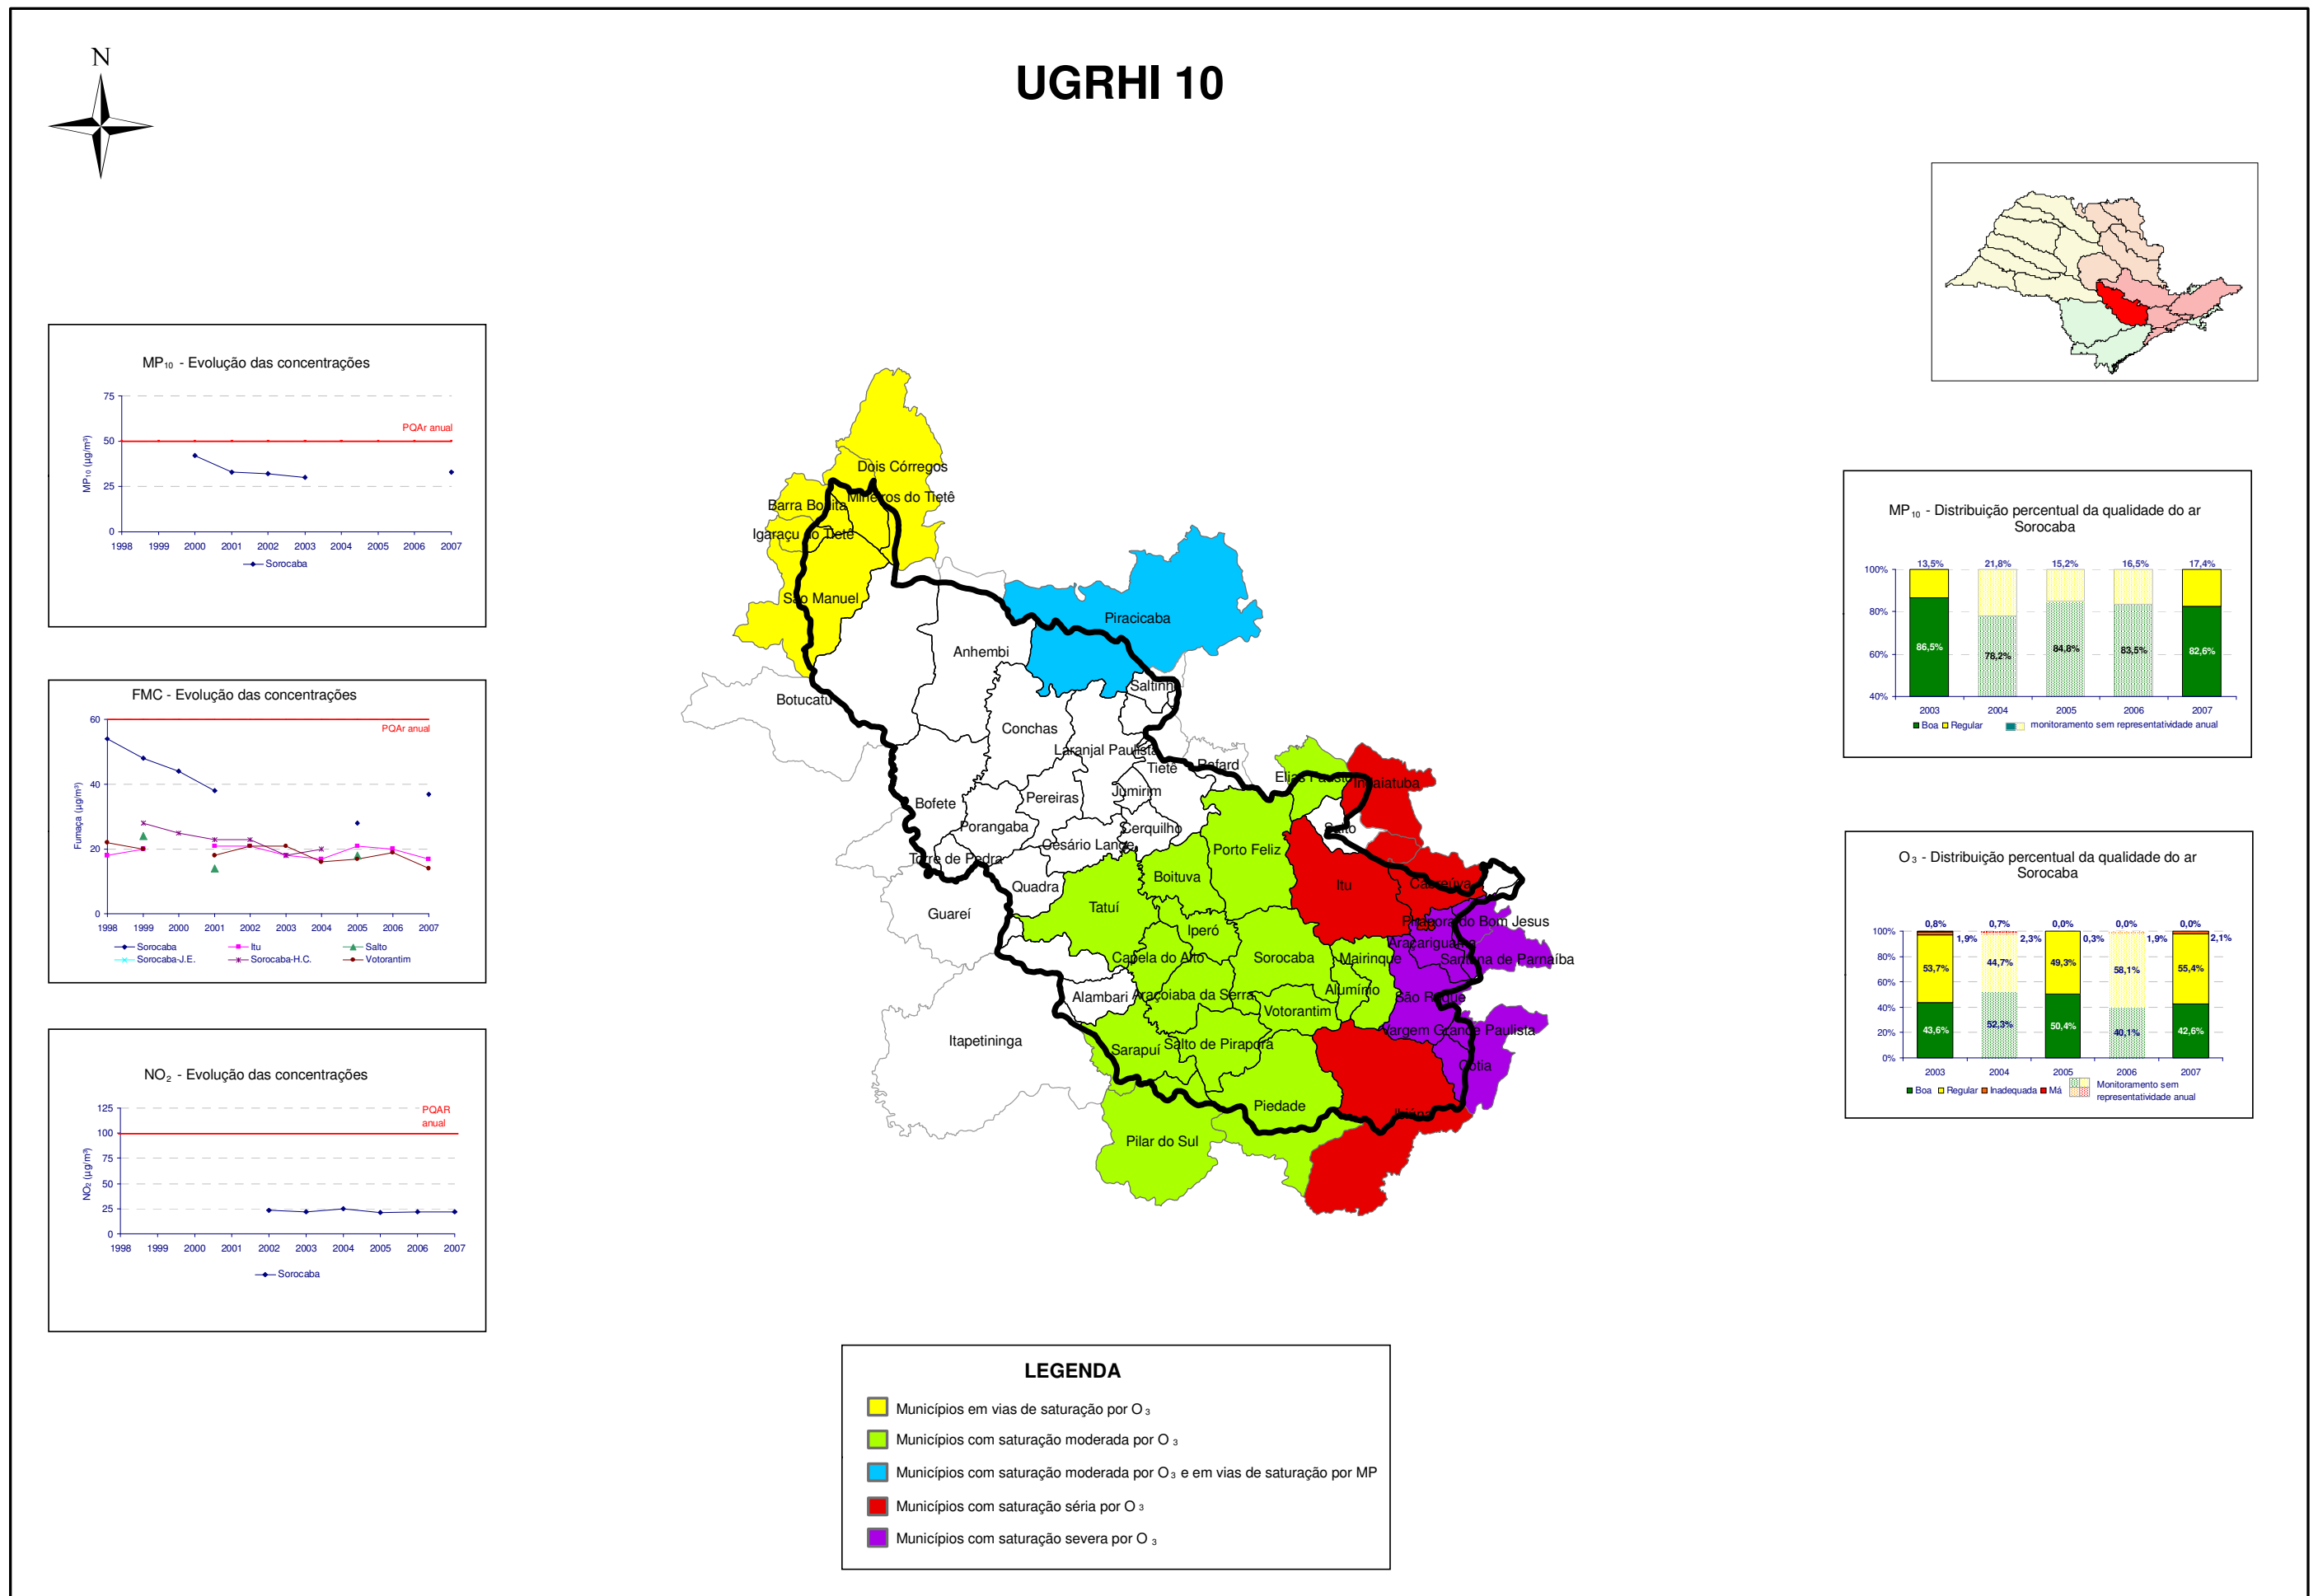 N
UGRHI 10
MP₁₀ - Evolução das concentrações
75
50
25
0
MP₁₀ (µg/m³)
PQAr anual
1998 1999 2000 2001 2002 2003 2004 2005 2006 2007
Sorocaba
FMC - Evolução das concentrações
60
40
20
0
Fumaça (µg/m³)
PQAr anual
1998 1999 2000 2001 2002 2003 2004 2005 2006 2007
Sorocaba Itu Salto
Sorocaba-J.E. Sorocaba-H.C. Votorantim
NO₂ - Evolução das concentrações
125
100
75
50
25
0
NO₂ (µg/m³)
PQAR
anual
1998 1999 2000 2001 2002 2003 2004 2005 2006 2007
Sorocaba
Dois Córregos
Mineiros do Tietê
Barra Bonita
Igaraçu do Tietê
São Manuel
Piracicaba
Anhembi
Saltinho
Botucatu
Conchas
Laranjal Paulista
Tietê
Rafard
Elias Fausto
Indaiatuba
Jumirim
Pereiras
Bofete
Porangaba
Cerquilho
Salto
Cesário Lange
Porto Feliz
Torre de Pedra
Boituva
Itu
Cabreúva
Quadra
Tatuí
Guareí
Pirapora do Bom Jesus
Iperó
Araçariguama
Capela do Alto
Sorocaba
Mairinque
Santana de Parnaíba
Alambari
Araçoiaba da Serra
Alumínio
São Roque
Votorantim
Vargem Grande Paulista
Itapetininga
Sarapuí
Salto de Pirapora
Cotia
Piedade
Ibiúna
Pilar do Sul
MP₁₀ - Distribuição percentual da qualidade do ar
Sorocaba
13,5% 21,8% 15,2% 16,5% 17,4%
100%
80%
60%
40%
86,5% 78,2% 84,8% 83,5% 82,6%
2003 2004 2005 2006 2007
Boa Regular monitoramento sem representatividade anual
O₃ - Distribuição percentual da qualidade do ar
Sorocaba
0,8% 0,7% 0,0% 0,0% 0,0%
1,9% 2,3% 0,3% 1,9% 2,1%
100%
80%
60%
40%
20%
0%
53,7% 44,7% 49,3% 58,1% 55,4%
43,6% 52,3% 50,4% 40,1% 42,6%
2003 2004 2005 2006 2007
Boa Regular Inadequada Má Monitoramento sem
representatividade anual
LEGENDA
Municípios em vias de saturação por O₃
Municípios com saturação moderada por O₃
Municípios com saturação moderada por O₃ e em vias de saturação por MP
Municípios com saturação séria por O₃
Municípios com saturação severa por O₃